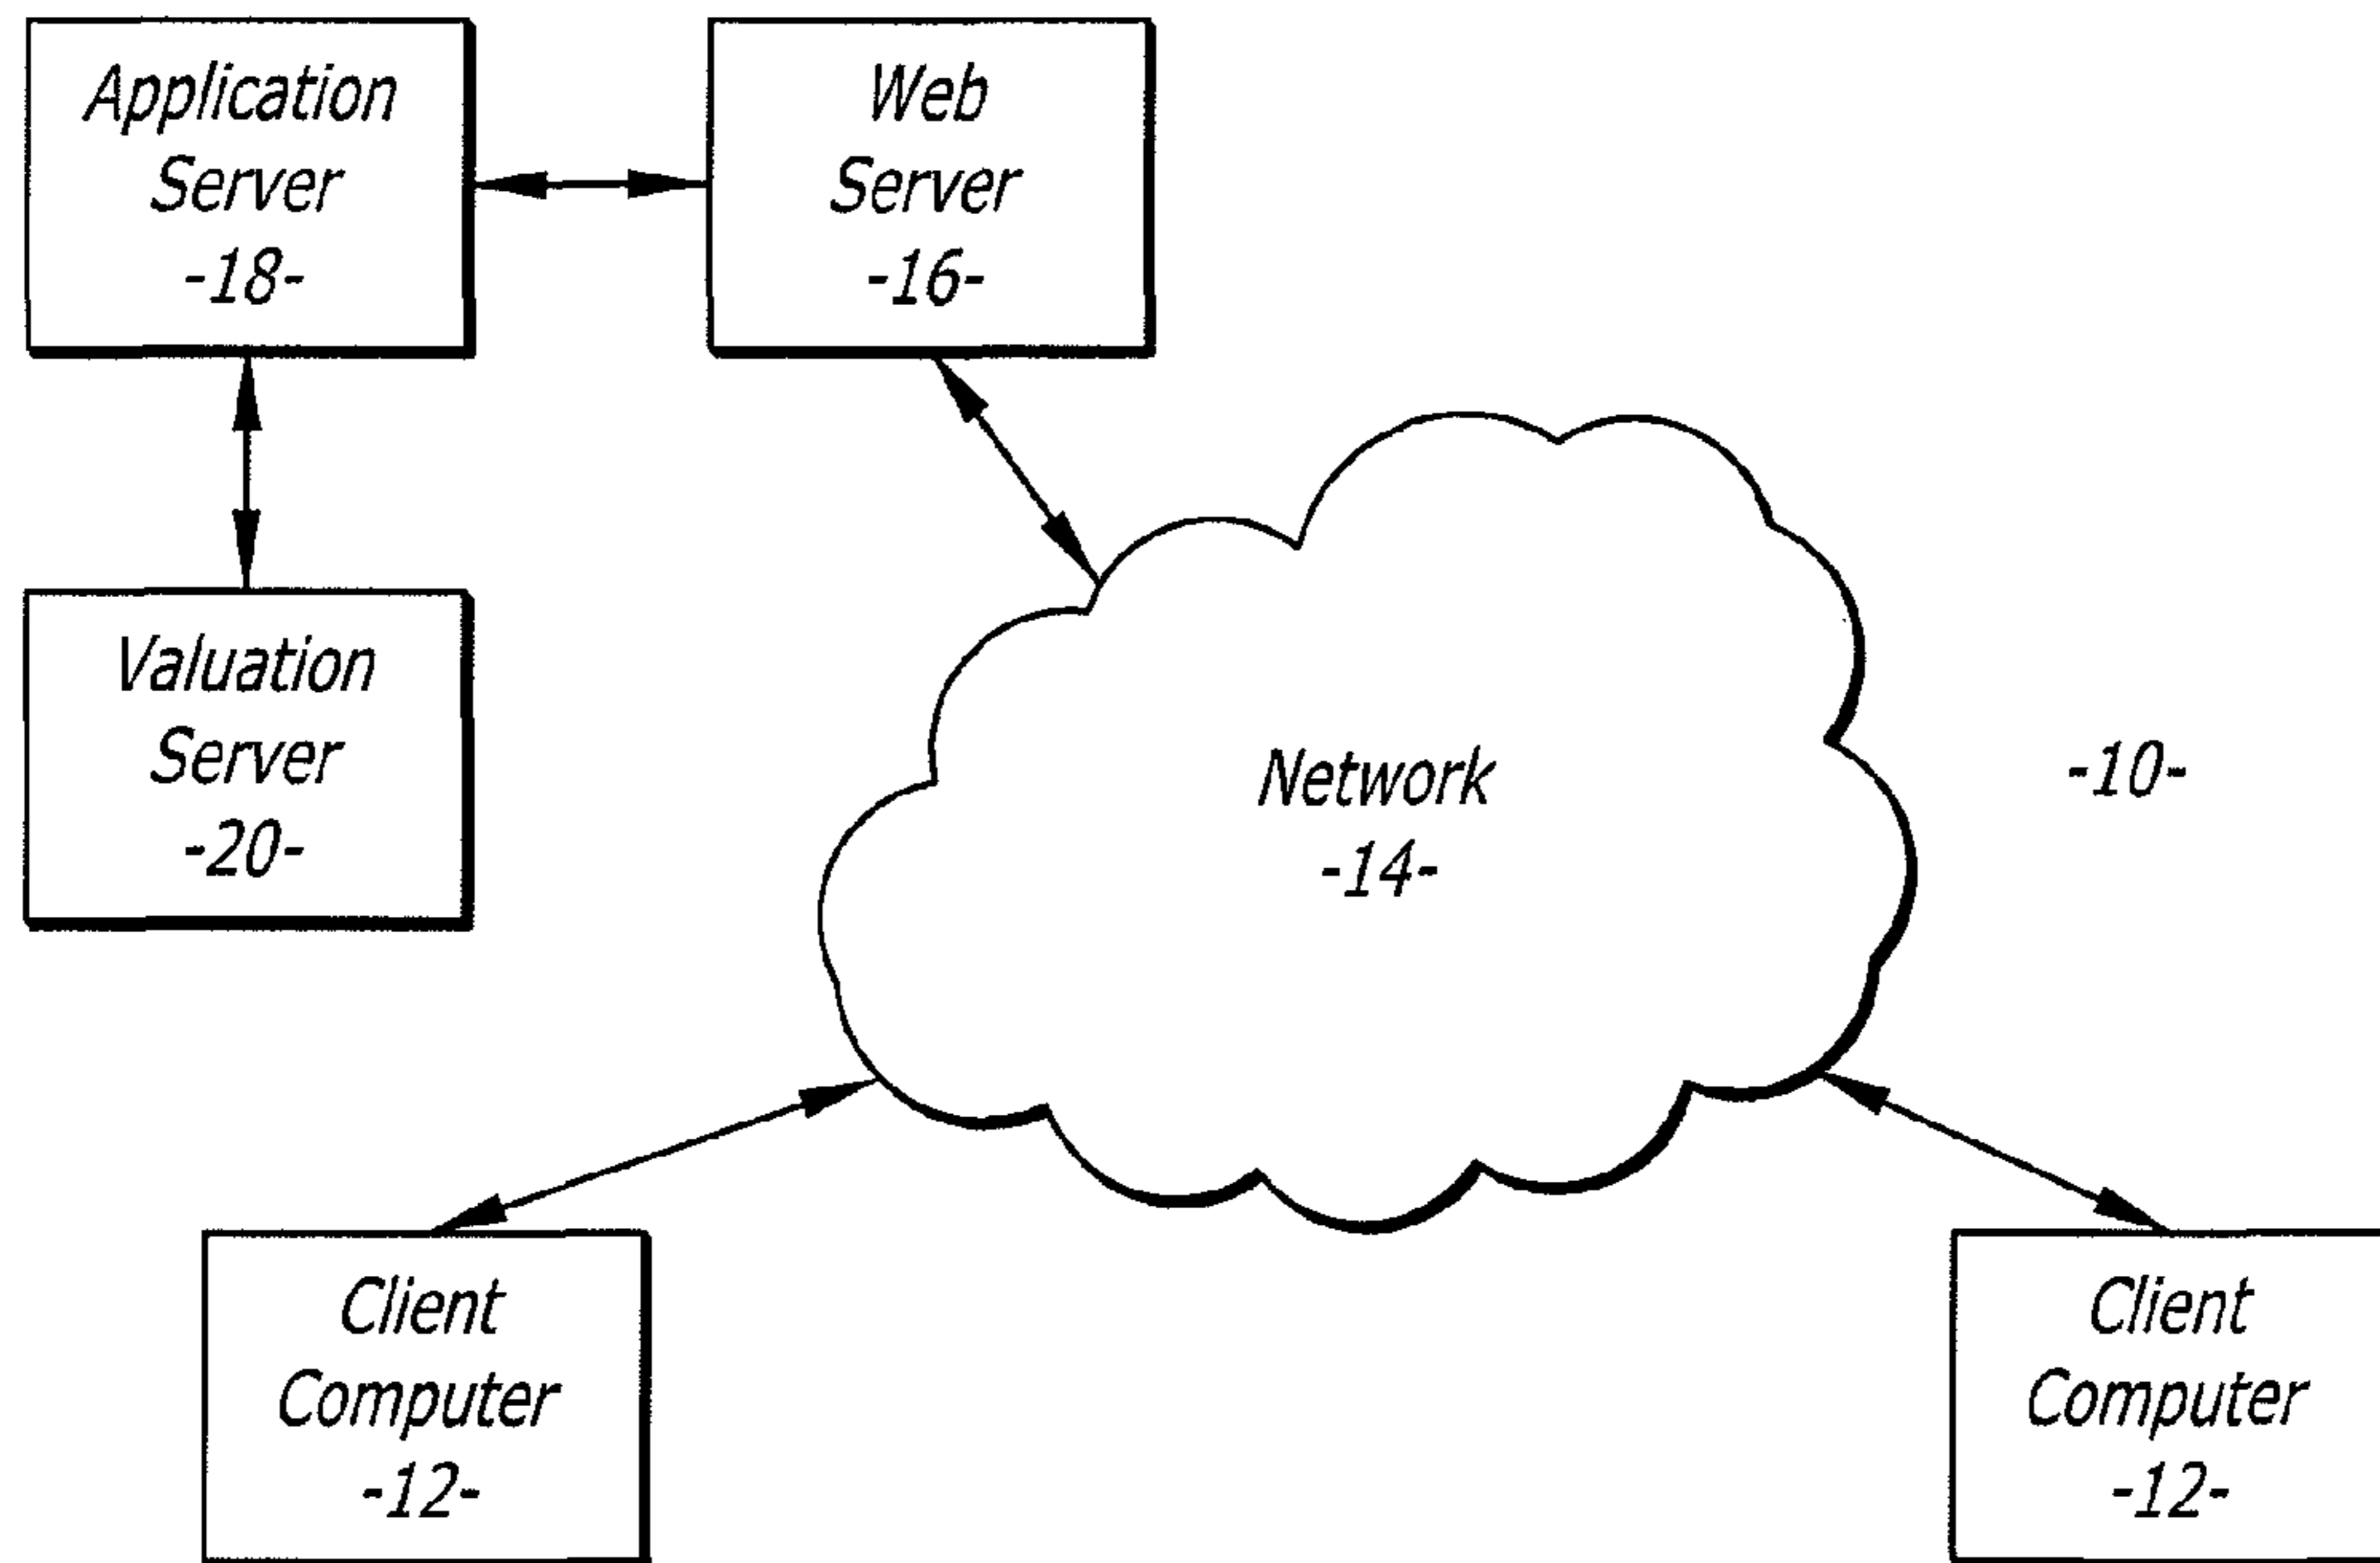 Application
Server
-18-
Web
Server
-16-
Valuation
Server
-20-
Network
-14-
-10-
Client
Computer
-12-
Client
Computer
-12-